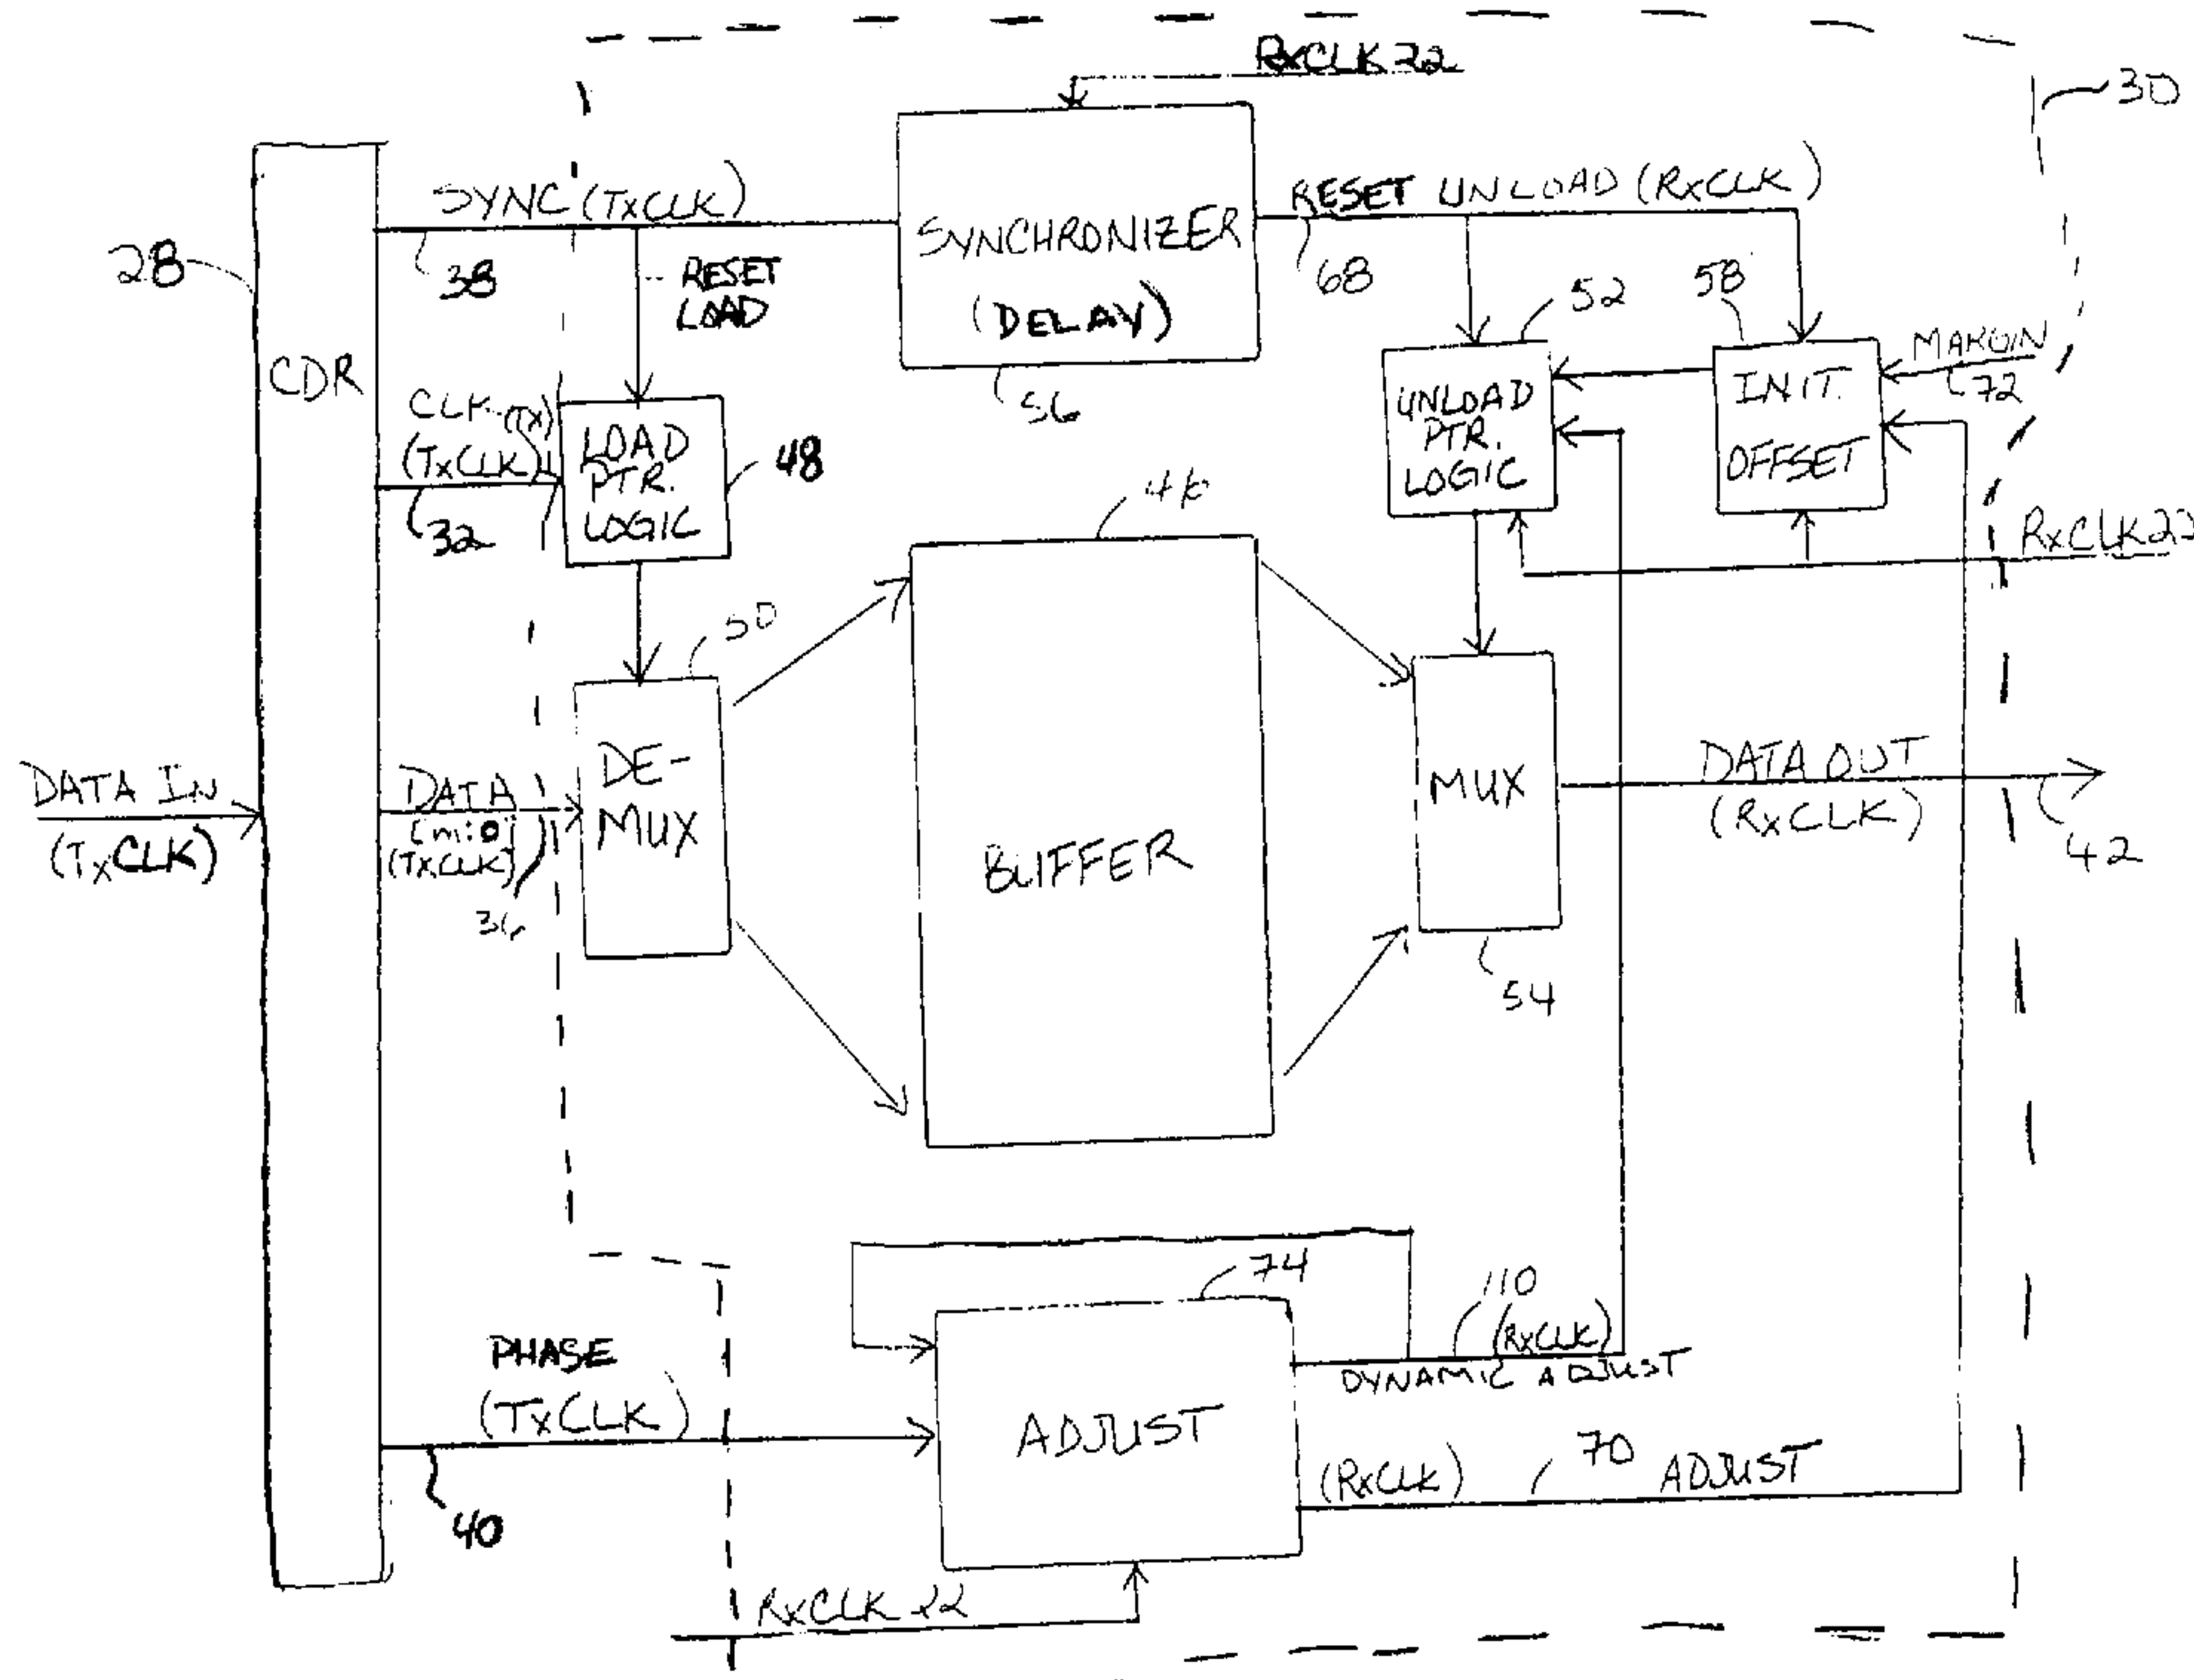 RxCLK 22
30
SYNC (TxCLK)
RESET UNLOAD (RxCLK)
28
38
RESET
LOAD
SYNCHRONIZER
(DELAY)
68
52
58
CDR
MARGIN
72
56
CLK (Tx)
(TxCLK)
LOAD
PTR.
LOGIC
48
UNLOAD
PTR.
LOGIC
INIT.
OFFSET
32
46
RxCLK 22
50
DATA IN
(TxCLK)
DATA
[m:0]
(TxCLK)
36
DE-
MUX
BUFFER
MUX
DATA OUT
(RxCLK)
42
54
74
110
(RxCLK)
DYNAMIC ADJUST
PHASE
(TxCLK)
ADJUST
40
(RxCLK)
70
ADJUST
RxCLK 22